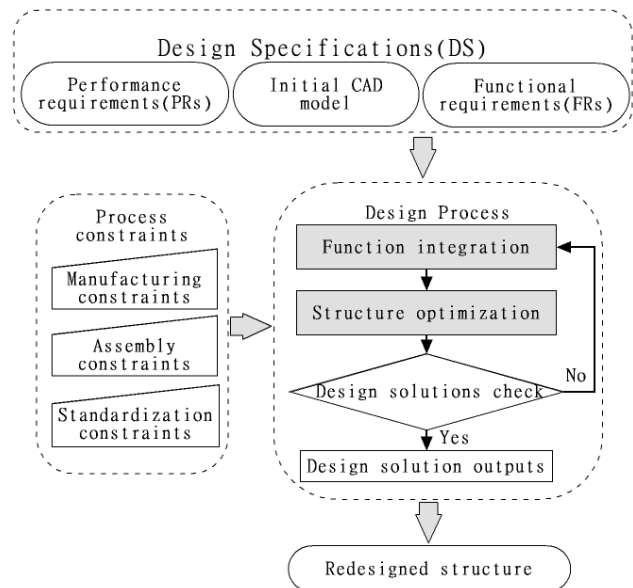 Design Specifications(DS)
Performance
requirements(PRs)
Initial CAD
model
Functional
requirements(FRs)
Process
constraints
Manufacturing
constraints
Assembly
constraints
Standardization
constraints
Design Process
Function integration
Structure optimization
Design solutions check
No
Yes
Design solution outputs
Redesigned structure